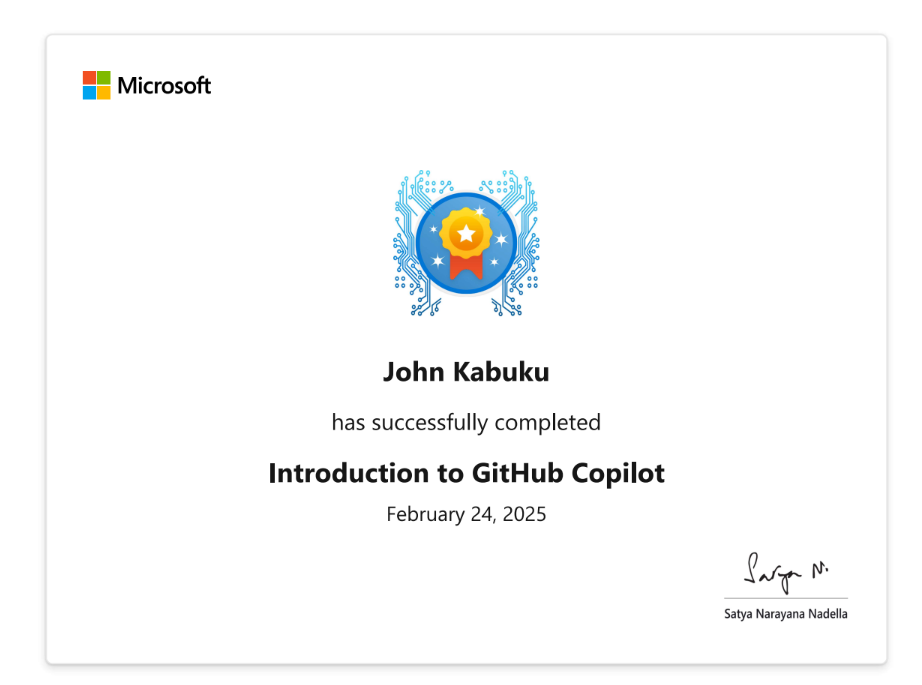 Microsoft
John Kabuku
has successfully completed
Introduction to GitHub Copilot
February 24, 2025
Satya N.
Satya Narayana Nadella